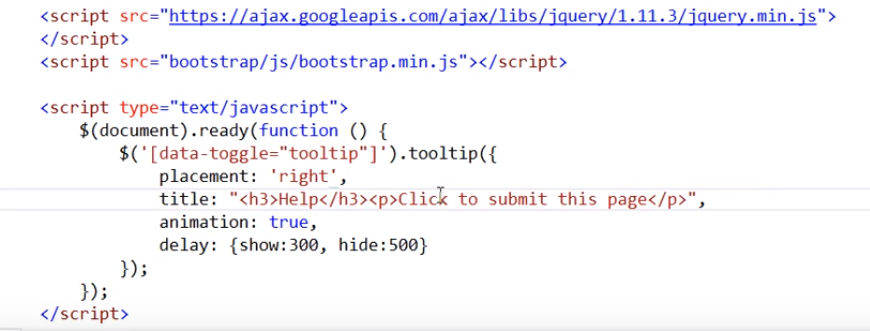 <script src="https://ajax.googleapis.com/ajax/libs/jquery/1.11.3/jquery.min.js">
</script>
<script src="bootstrap/js/bootstrap.min.js"></script>
<script type="text/javascript">
$(document).ready(function () {
$('[data-toggle="tooltip"]').tooltip({
placement: 'right',
title: "<h3>Help</h3><p>Click to submit this page</p>",
animation: true,
delay: {show:300, hide:500}
});
});
</script>